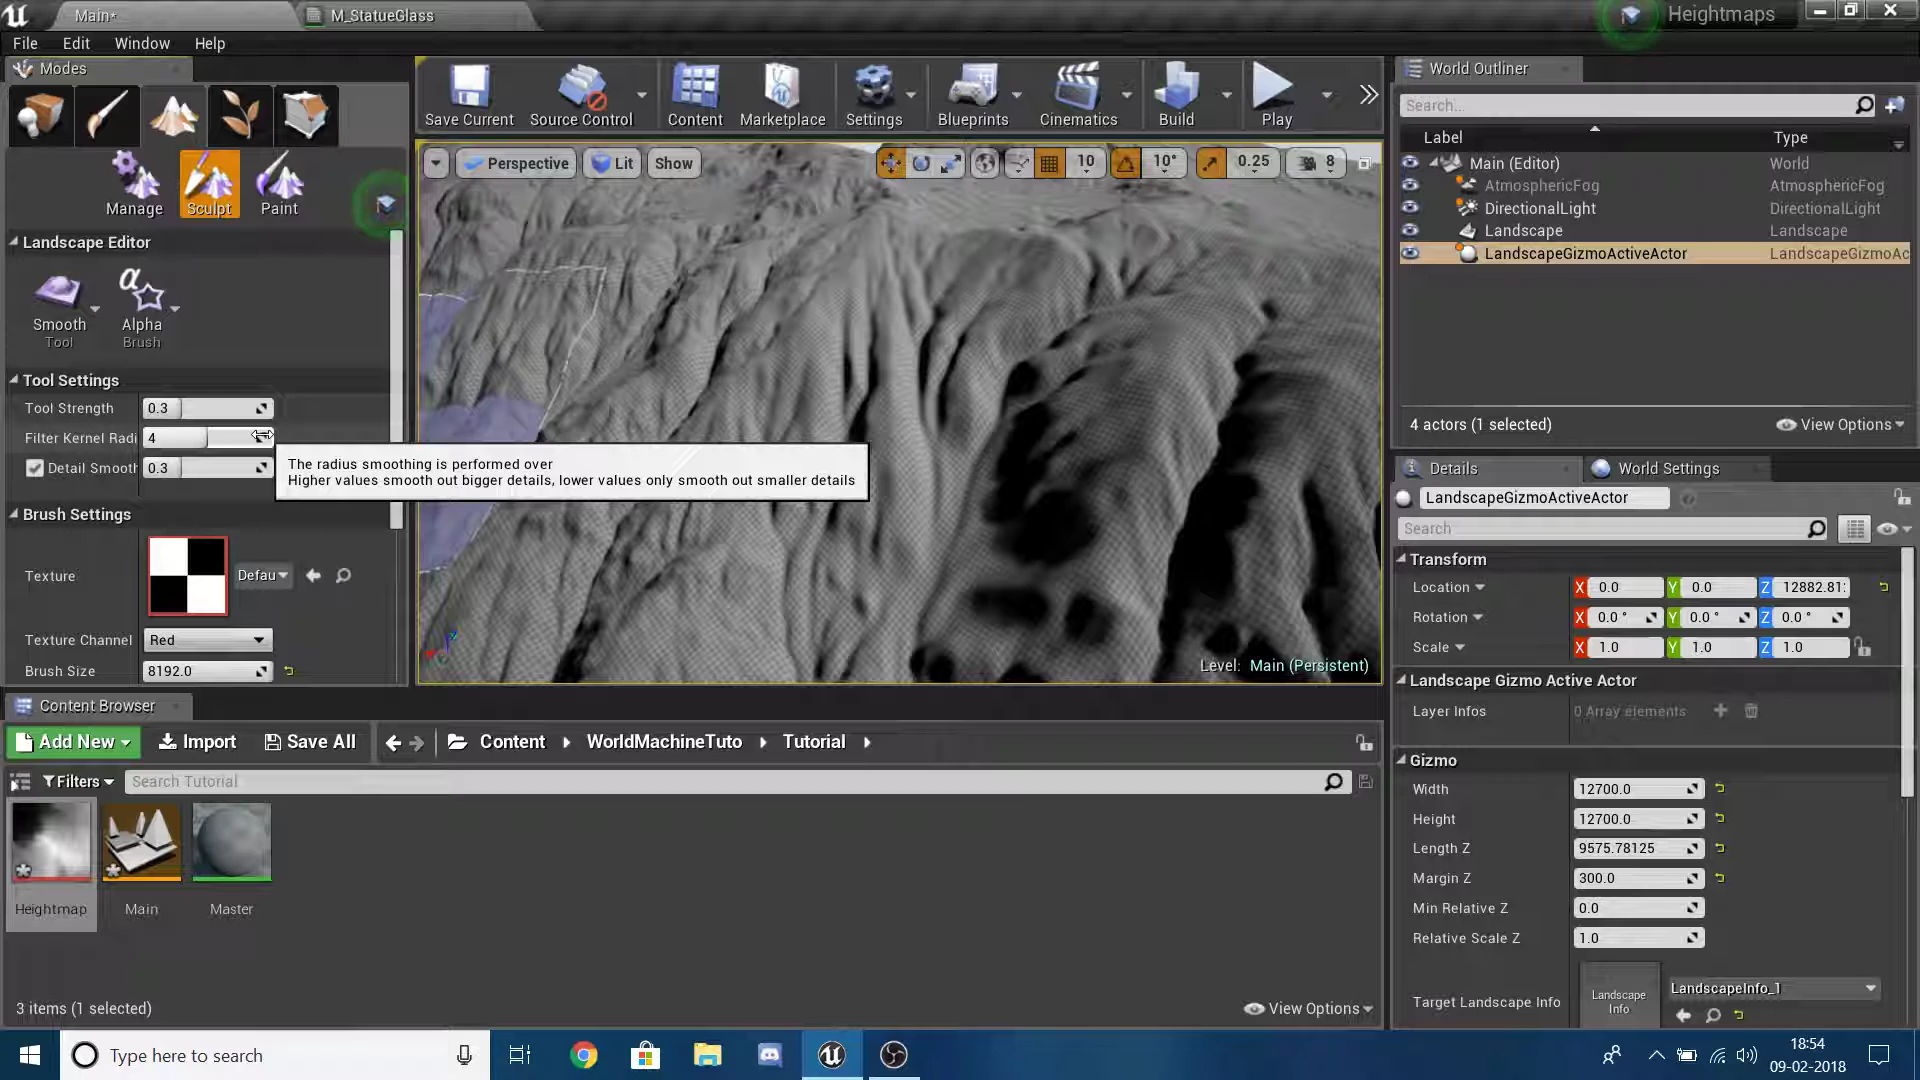 Main*
M_StatueGlass
Heightmaps
File Edit Window Help
Modes
Manage Sculpt Paint
Landscape Editor
Smooth
Tool
Alpha
Brush
Tool Settings
Tool Strength 0.3
Filter Kernel Radi 4
Detail Smooth 0.3
The radius smoothing is performed over
Higher values smooth out bigger details, lower values only smooth out smaller details
Brush Settings
Texture Defau
Texture Channel Red
Brush Size 8192.0
Save Current Source Control Content Marketplace Settings Blueprints Cinematics Build Play
Perspective Lit Show 10 10° 0.25 8
Level: Main (Persistent)
World Outliner
Search...
Label Type
Main (Editor) World
AtmosphericFog AtmosphericFog
DirectionalLight DirectionalLight
Landscape Landscape
LandscapeGizmoActiveActor LandscapeGizmoAc
4 actors (1 selected) View Options
Details World Settings
LandscapeGizmoActiveActor
Search
Transform
Location X 0.0 Y 0.0 Z 12882.81
Rotation X 0.0 ° Y 0.0 ° Z 0.0 °
Scale X 1.0 Y 1.0 Z 1.0
Landscape Gizmo Active Actor
Layer Infos 0 Array elements
Gizmo
Width 12700.0
Height 12700.0
Length Z 9575.78125
Margin Z 300.0
Min Relative Z 0.0
Relative Scale Z 1.0
Target Landscape Info
Landscape
Info
LandscapeInfo_1
Content Browser
Add New Import Save All Content WorldMachineTuto Tutorial
Filters Search Tutorial
Heightmap Main Master
3 items (1 selected) View Options
Type here to search
18:54
09-02-2018